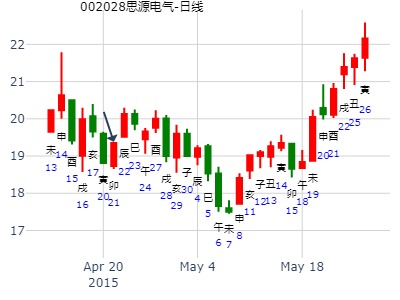 002028思源电气-日线
22
21
20
19
18
17
未
13
申
14
酉
15
戌
16
亥
17
寅
20
卯
21
辰
22
巳
23
午
24
酉
27
戌
28
亥
29
子
30
辰
4
巳
5
午
6
未
7
申
8
亥
11
子
12
丑
13
寅
14
卯
15
午
18
未
19
申
20
酉
21
戌
22
丑
25
寅
26
Apr 20
2015
May 4
May 18